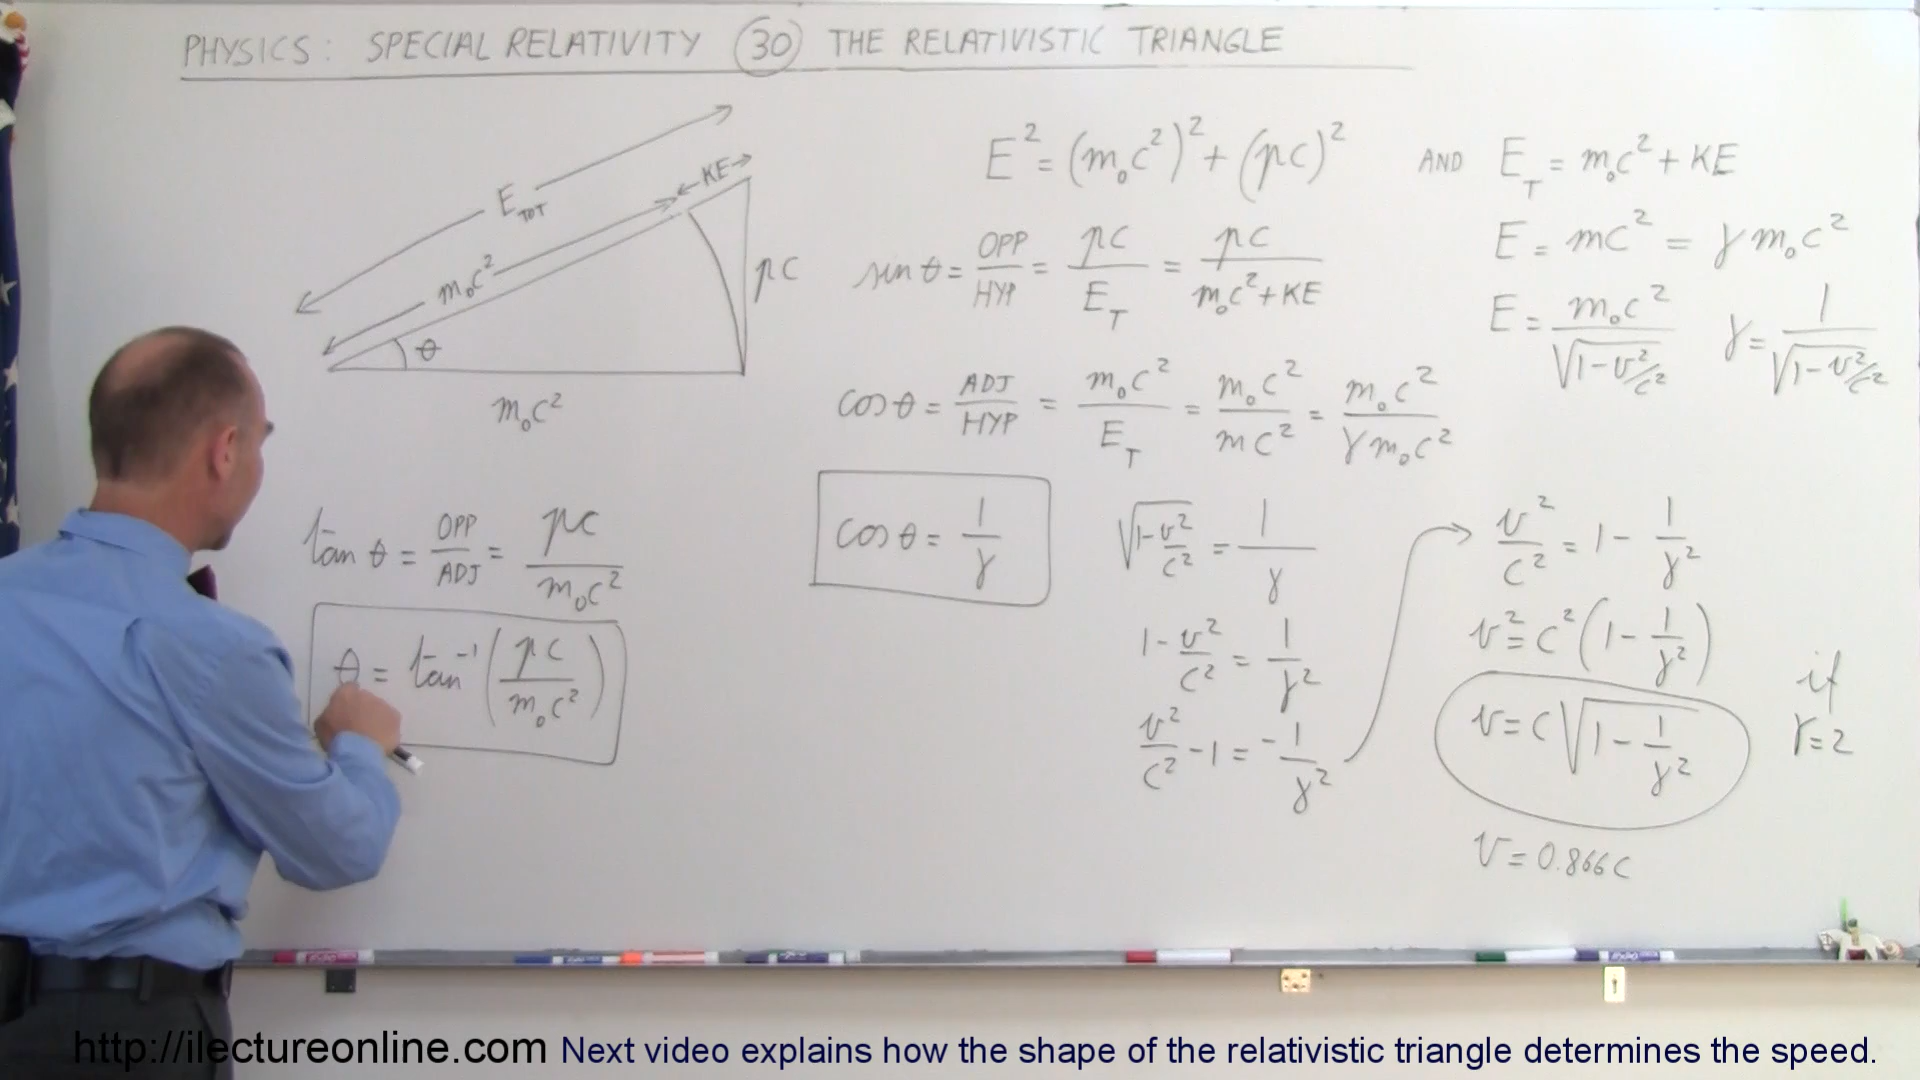 PHYSICS: SPECIAL RELATIVITY (30) THE RELATIVISTIC TRIANGLE
E_TOT
KE
m₀c²
pc
θ
m₀c²
E² = (m₀c²)² + (pc)² AND E_T = m₀c² + KE
E = mc² = γm₀c²
sin θ = OPP/HYP = pc/E_T = pc/(m₀c² + KE)
E = m₀c²/√(1-v²/c²) γ = 1/√(1-v²/c²)
cos θ = ADJ/HYP = m₀c²/E_T = m₀c²/mc² = m₀c²/γm₀c²
tan θ = OPP/ADJ = pc/m₀c²
θ = tan⁻¹(pc/m₀c²)
cos θ = 1/γ
√(1-v²/c²) = 1/γ
1 - v²/c² = 1/γ²
v²/c² - 1 = -1/γ²
v²/c² = 1 - 1/γ²
v² = c²(1 - 1/γ²)
v = c√(1 - 1/γ²)
if
γ = 2
v = 0.866c
http://ilectureonline.com Next video explains how the shape of the relativistic triangle determines the speed.